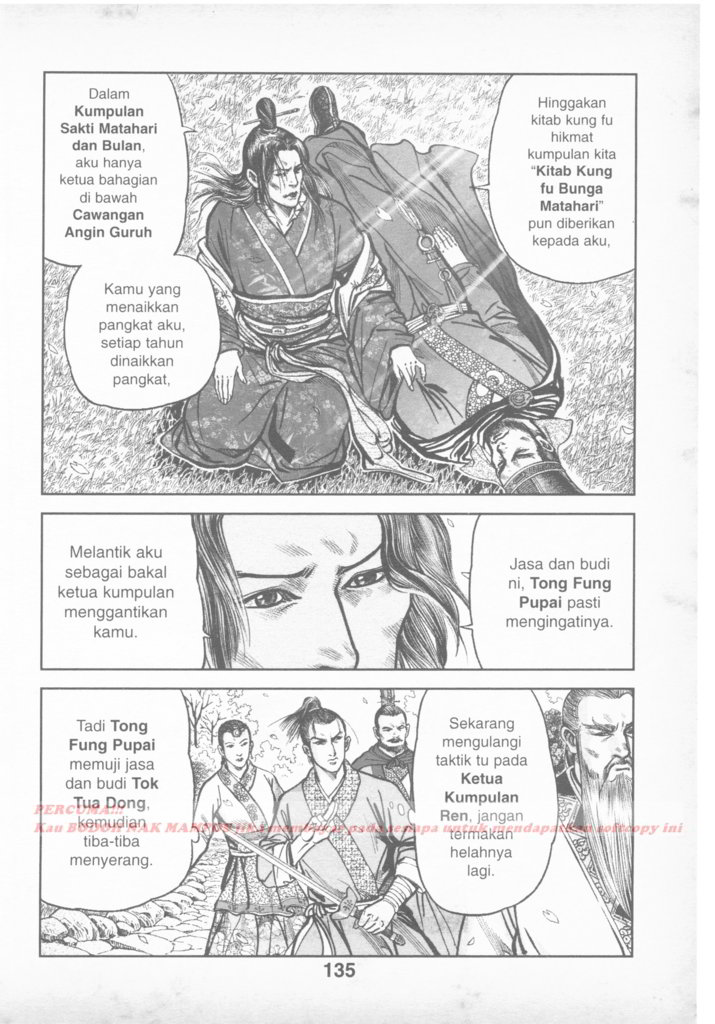 Dalam
Kumpulan
Sakti Matahari
dan Bulan,
aku hanya
ketua bahagian
di bawah
Cawangan
Angin Guruh
Kamu yang
menaikkan
pangkat aku,
setiap tahun
dinaikkan
pangkat,
Hinggakan
kitab kung fu
hikmat
kumpulan kita
“Kitab Kung
fu Bunga
Matahari”
pun diberikan
kepada aku,
Melantik aku
sebagai bakal
ketua kumpulan
menggantikan
kamu.
Jasa dan budi
ni, Tong Fung
Pupai pasti
mengingatinya.
Tadi Tong
Fung Pupai
memuji jasa
dan budi Tok
Tua Dong,
kemudian
tiba-tiba
menyerang.
Sekarang
mengulangi
taktik tu pada
Ketua
Kumpulan
Ren, jangan
termakan
helahnya
lagi.
PERCUMA!!!
Kau BODOH NAK MAMPUS jika membayar pada sesiapa untuk mendapatkan softcopy ini
135